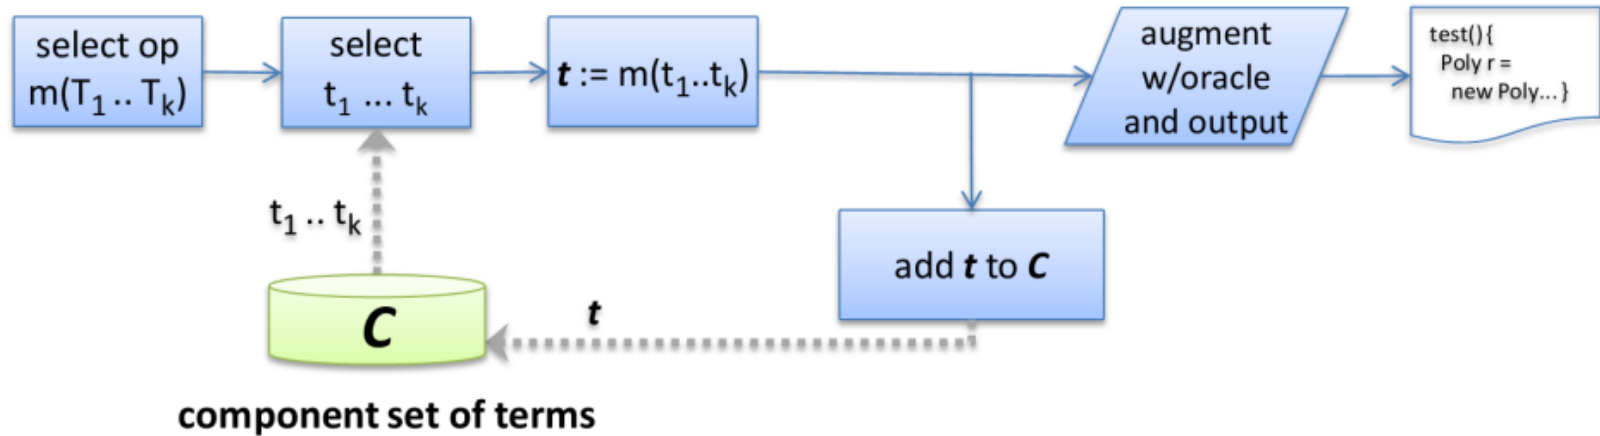 select op
m(T₁ .. Tₖ)
select
t₁ ... tₖ
t := m(t₁..tₖ)
augment
w/oracle
and output
test(){
Poly r =
new Poly... }
t₁ .. tₖ
add t to C
t
C
component set of terms